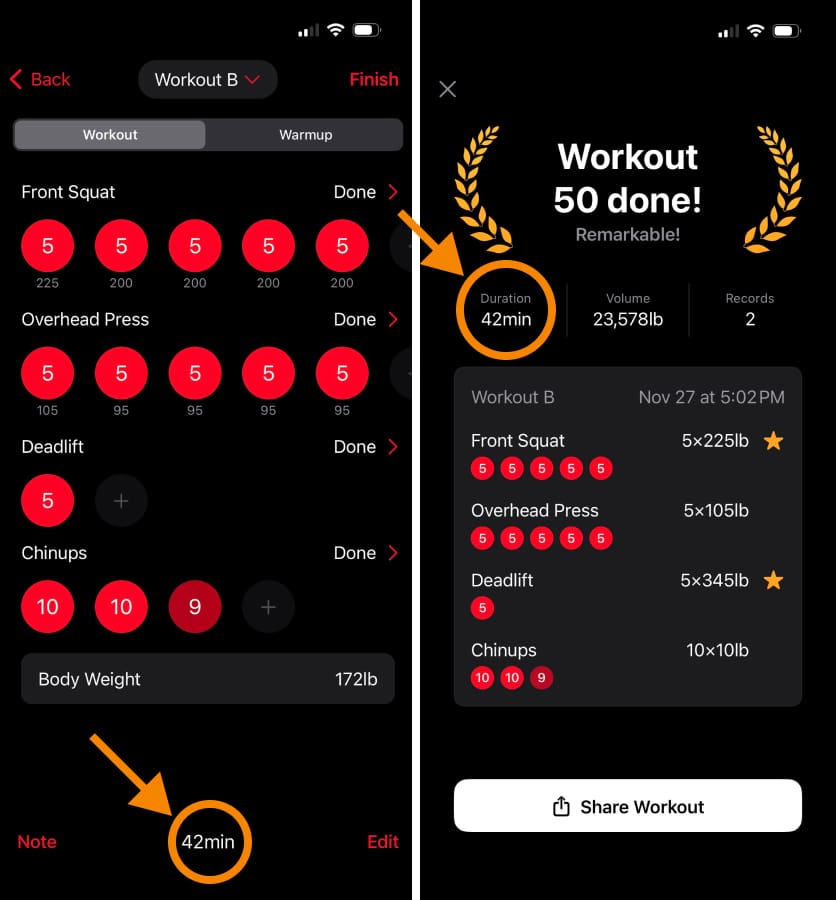 Back
Workout B
Finish
Workout Warmup
Front Squat Done
5 5 5 5 5
225 200 200 200 200
Overhead Press Done
5 5 5 5 5
105 95 95 95 95
Deadlift Done
5 +
Chinups Done
10 10 9 +
Body Weight 172lb
Note 42min Edit
Workout
50 done!
Remarkable!
Duration Volume Records
42min 23,578lb 2
Workout B Nov 27 at 5:02 PM
Front Squat 5×225lb
5 5 5 5 5
Overhead Press 5×105lb
5 5 5 5 5
Deadlift 5×345lb
5
Chinups 10×10lb
10 10 9
Share Workout